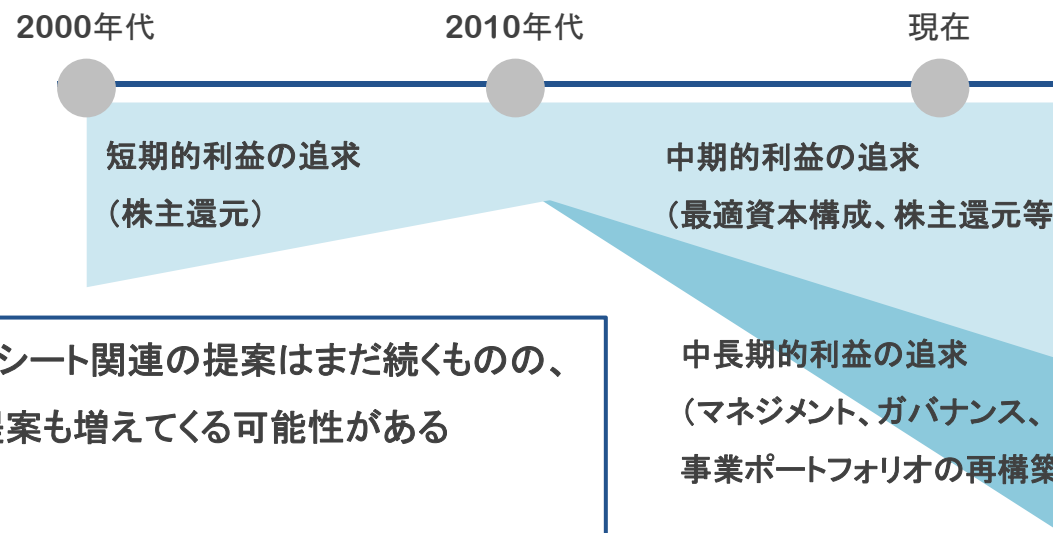 2000年代
2010年代
現在
短期的利益の追求
（株主還元）
中期的利益の追求
（最適資本構成、株主還元等
シート関連の提案はまだ続くものの、
提案も増えてくる可能性がある
中長期的利益の追求
（マネジメント、ガバナンス、
事業ポートフォリオの再構築